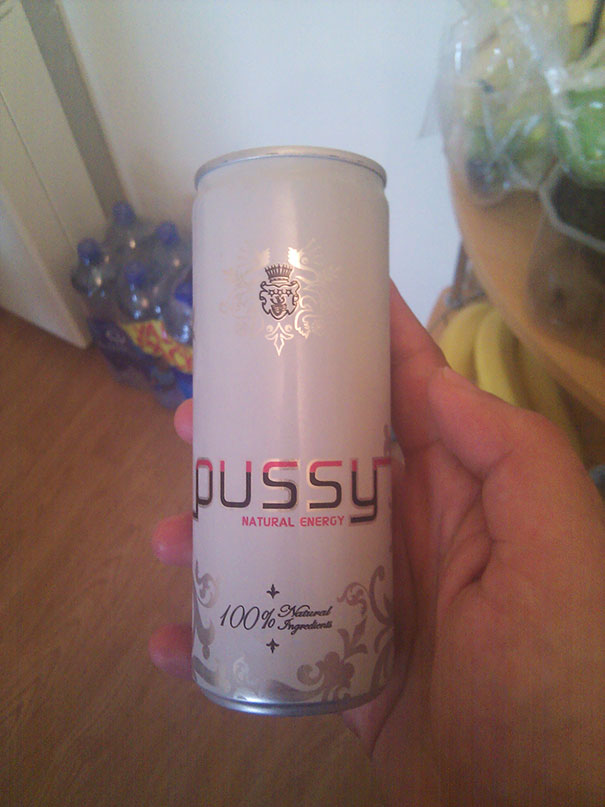 pussy
NATURAL ENERGY
100% Natural
Ingredients